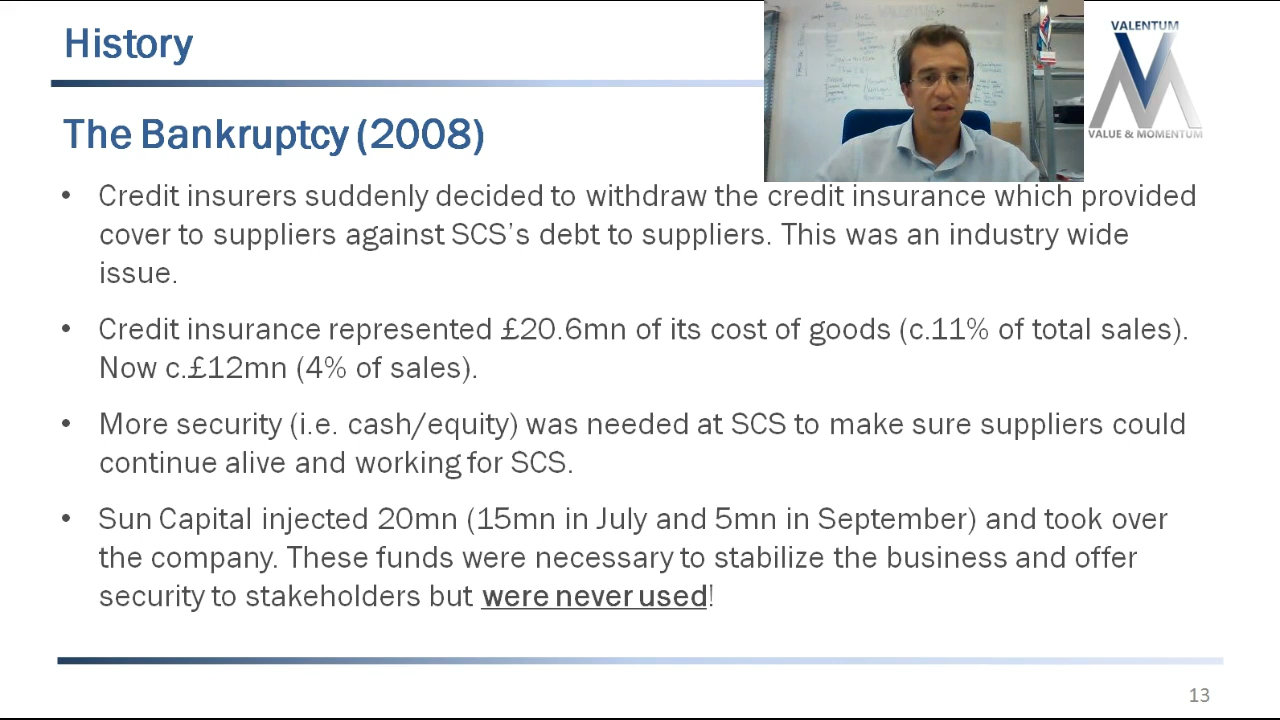 History
VALENTUM
VALUE & MOMENTUM
The Bankruptcy (2008)
• Credit insurers suddenly decided to withdraw the credit insurance which provided
cover to suppliers against SCS’s debt to suppliers. This was an industry wide
issue.
• Credit insurance represented £20.6mn of its cost of goods (c.11% of total sales).
Now c.£12mn (4% of sales).
• More security (i.e. cash/equity) was needed at SCS to make sure suppliers could
continue alive and working for SCS.
• Sun Capital injected 20mn (15mn in July and 5mn in September) and took over
the company. These funds were necessary to stabilize the business and offer
security to stakeholders but were never used!
13